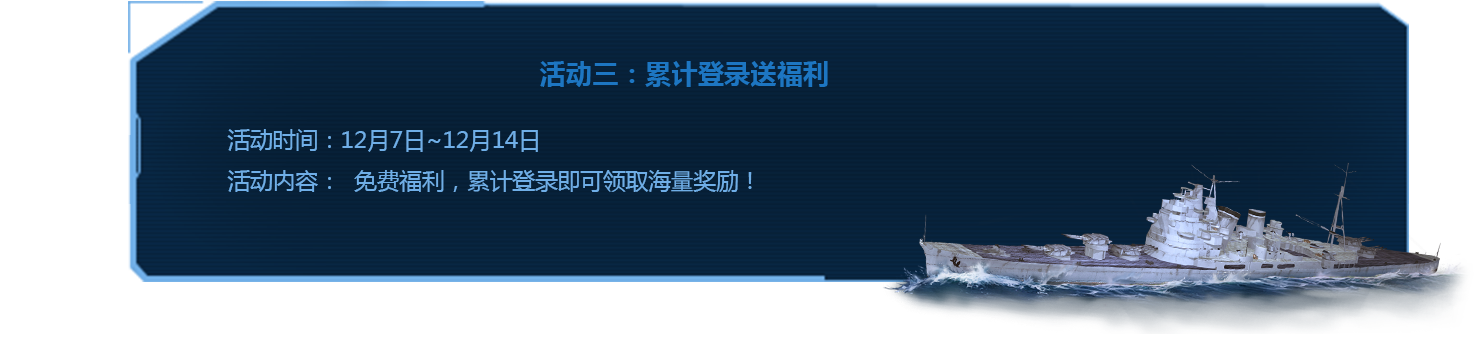 活动三：累计登录送福利
活动时间：12月7日~12月14日
活动内容： 免费福利，累计登录即可领取海量奖励！